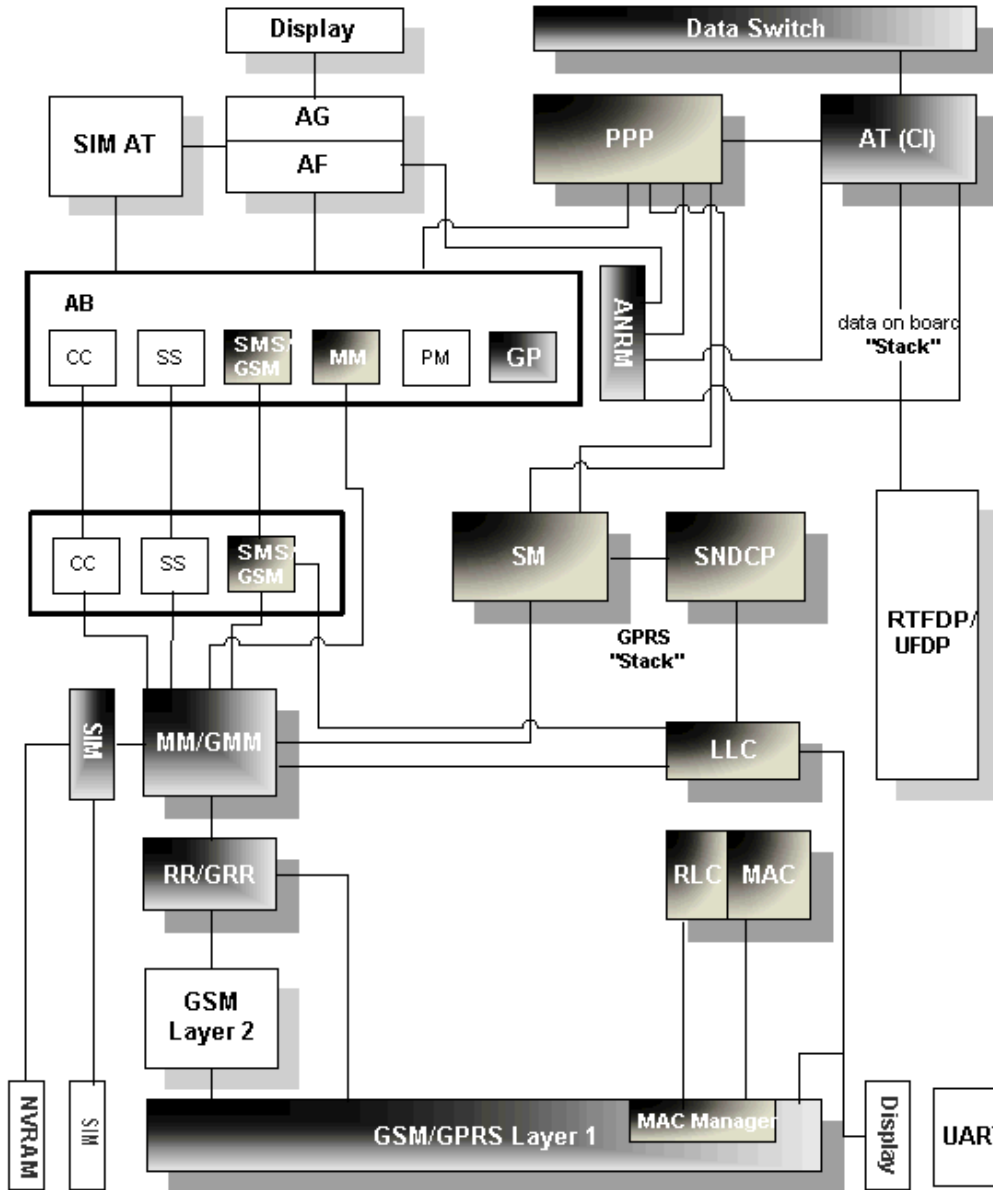 Display
Data Switch
SIM AT
AG
AF
PPP
AT (CI)
AB
CC
SS
SMS/
GSM
MM
PM
GP
ANRM
data on board
"Stack"
CC
SS
SMS/
GSM
SM
SNDCP
GPRS
"Stack"
RTFDP/
UFDP
SIM
MM/GMM
LLC
RR/GRR
RLC
MAC
GSM
Layer 2
NVRAM
SIM
GSM/GPRS Layer 1
MAC Manager
Display